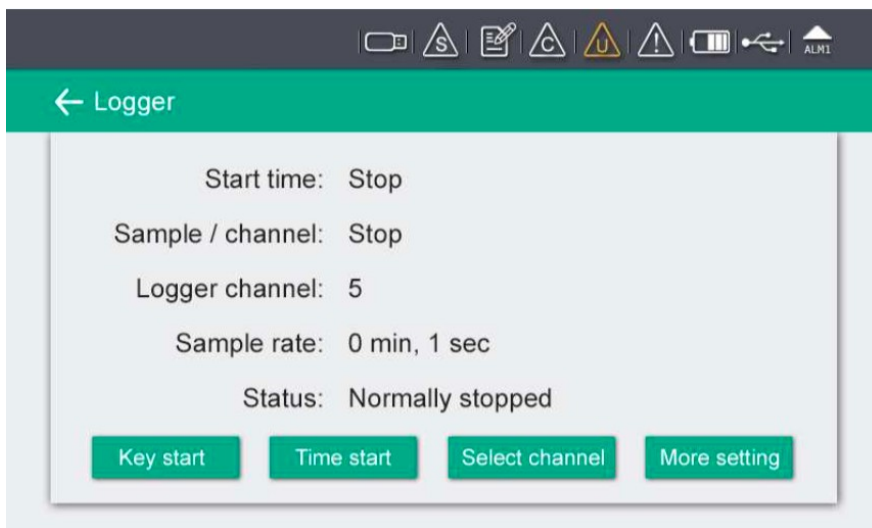 S C U ALM1
Logger
Start time: Stop
Sample / channel: Stop
Logger channel: 5
Sample rate: 0 min, 1 sec
Status: Normally stopped
Key start Time start Select channel More setting